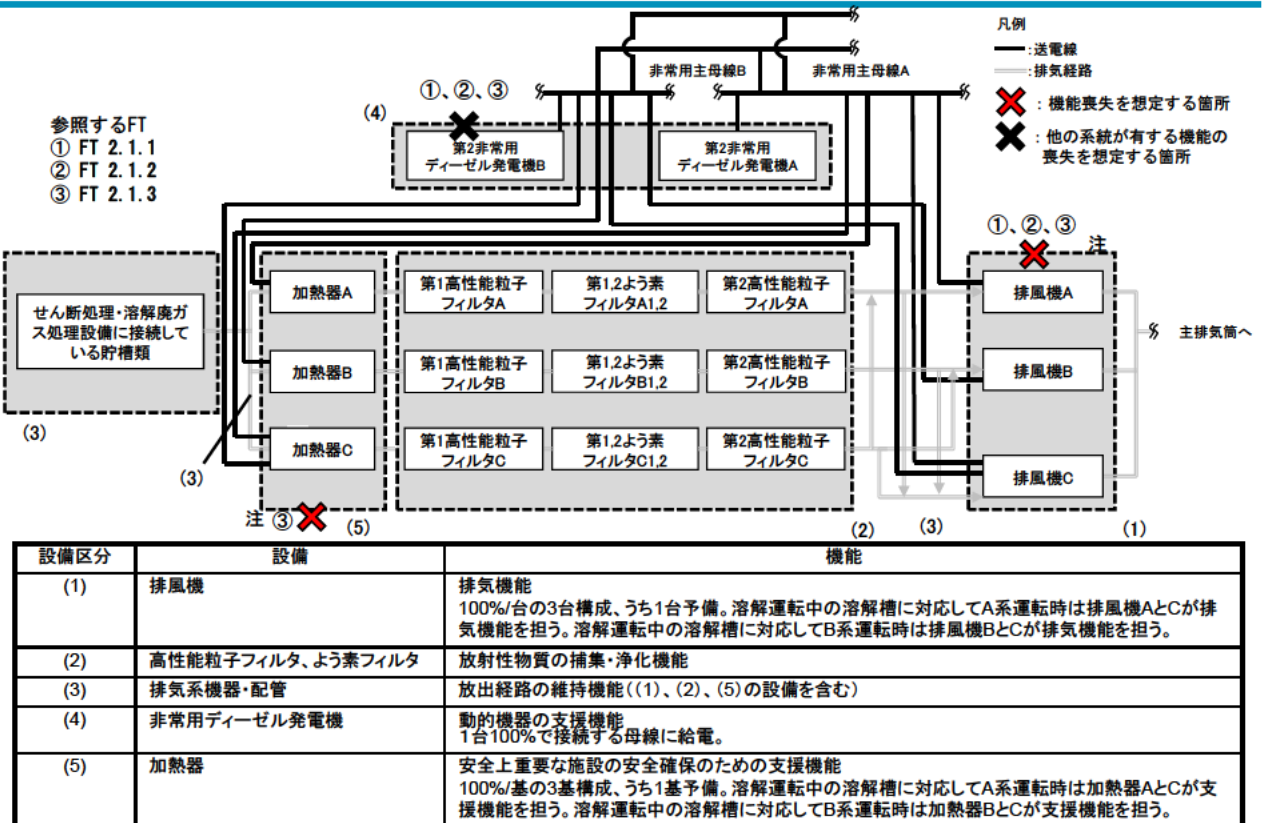 凡例
:送電線
:排気経路
:機能喪失を想定する箇所
:他の系統が有する機能の
喪失を想定する箇所
非常用主母線B
非常用主母線A
①、②、③
(4)
第2非常用
ディーゼル発電機B
第2非常用
ディーゼル発電機A
参照するFT
① FT 2.1.1
② FT 2.1.2
③ FT 2.1.3
①、②、③
注
せん断処理・溶解廃ガ
ス処理設備に接続して
いる貯槽類
(3)
(3)
加熱器A
第1高性能粒子
フィルタA
第1,2よう素
フィルタA1,2
第2高性能粒子
フィルタA
排風機A
加熱器B
第1高性能粒子
フィルタB
第1,2よう素
フィルタB1,2
第2高性能粒子
フィルタB
排風機B
加熱器C
第1高性能粒子
フィルタC
第1,2よう素
フィルタC1,2
第2高性能粒子
フィルタC
排風機C
主排気筒へ
注 ③
(5)
(2)
(3)
(1)
設備区分 設備 機能
(1) 排風機 排気機能
100%/台の3台構成、うち1台予備。溶解運転中の溶解槽に対応してA系運転時は排風機AとCが排
気機能を担う。溶解運転中の溶解槽に対応してB系運転時は排風機BとCが排気機能を担う。
(2) 高性能粒子フィルタ、よう素フィルタ 放射性物質の捕集・浄化機能
(3) 排気系機器・配管 放出経路の維持機能((1)、(2)、(5)の設備を含む)
(4) 非常用ディーゼル発電機 動的機器の支援機能
1台100%で接続する母線に給電。
(5) 加熱器 安全上重要な施設の安全確保のための支援機能
100%/基の3基構成、うち1基予備。溶解運転中の溶解槽に対応してA系運転時は加熱器AとCが支
援機能を担う。溶解運転中の溶解槽に対応してB系運転時は加熱器BとCが支援機能を担う。